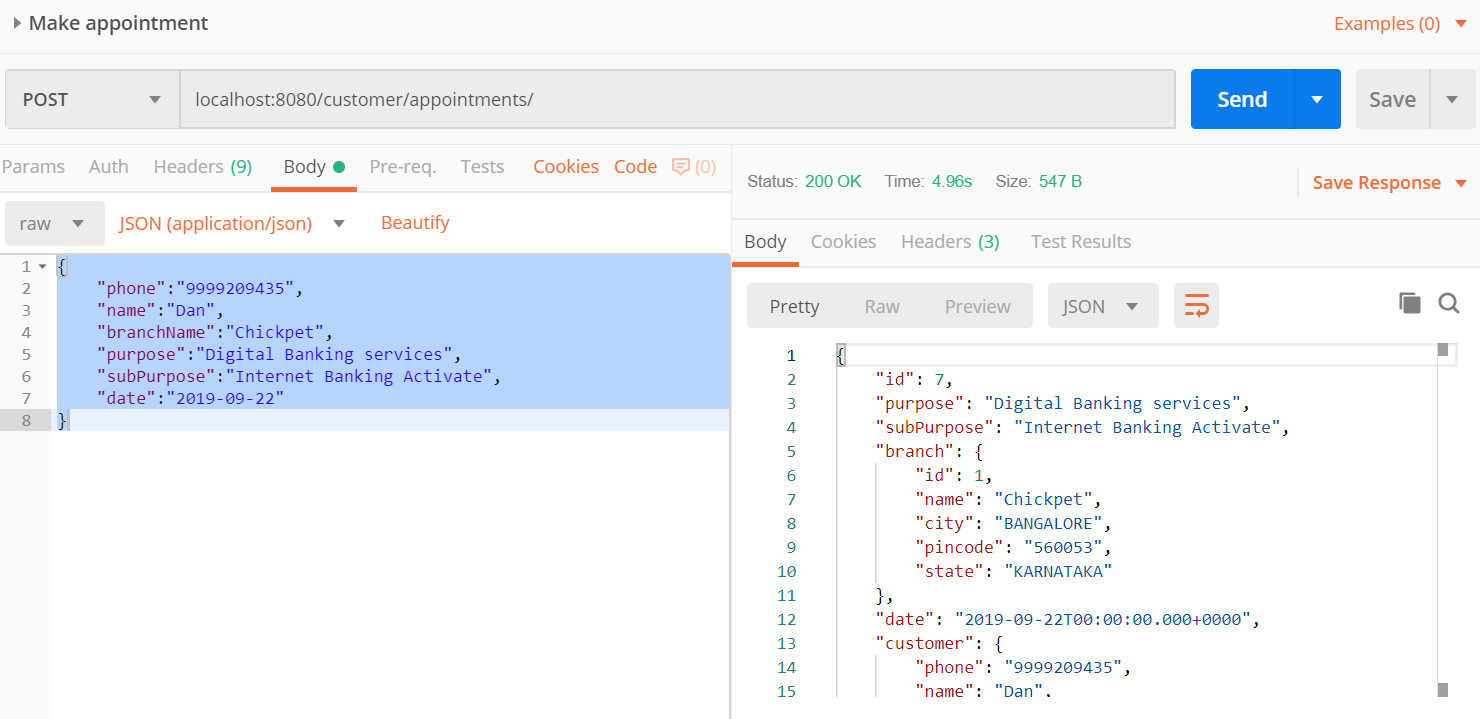 Make appointment
Examples (0)
POST
localhost:8080/customer/appointments/
Send
Save
Params Auth Headers (9) Body Pre-req. Tests Cookies Code (0)
raw JSON (application/json) Beautify
1 {
2 "phone":"9999209435",
3 "name":"Dan",
4 "branchName":"Chickpet",
5 "purpose":"Digital Banking services",
6 "subPurpose":"Internet Banking Activate",
7 "date":"2019-09-22"
8 }
Status: 200 OK Time: 4.96s Size: 547 B
Save Response
Body Cookies Headers (3) Test Results
Pretty Raw Preview JSON
1 {
2 "id": 7,
3 "purpose": "Digital Banking services",
4 "subPurpose": "Internet Banking Activate",
5 "branch": {
6 "id": 1,
7 "name": "Chickpet",
8 "city": "BANGALORE",
9 "pincode": "560053",
10 "state": "KARNATAKA"
11 },
12 "date": "2019-09-22T00:00:00.000+0000",
13 "customer": {
14 "phone": "9999209435",
15 "name": "Dan".